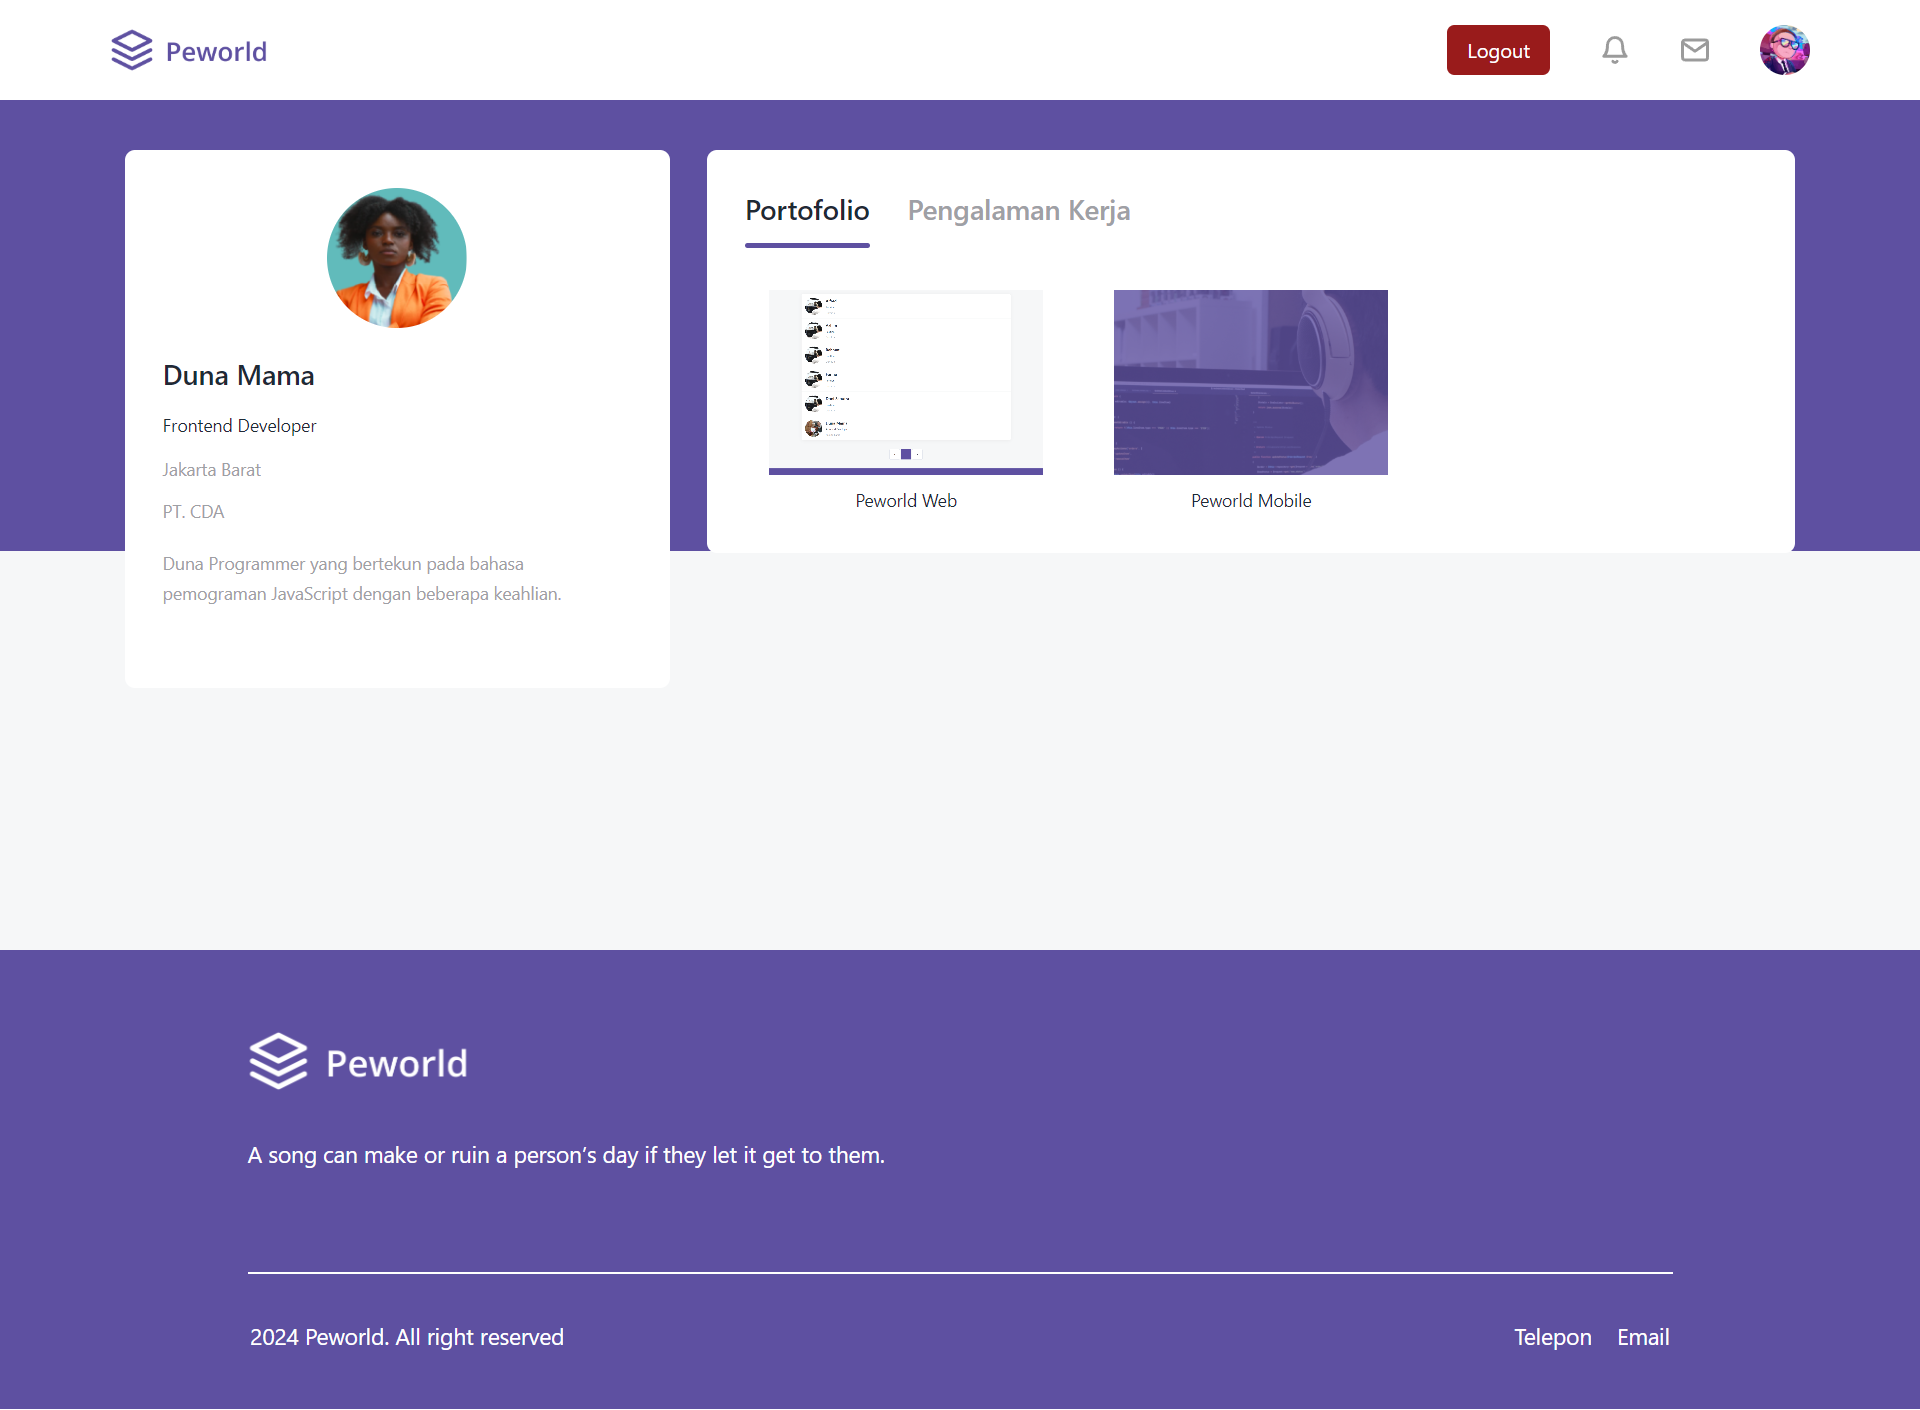 Peworld
Logout
Portofolio
Pengalaman Kerja
Duna Mama
Frontend Developer
Jakarta Barat
PT. CDA
Duna Programmer yang bertekun pada bahasa
pemograman JavaScript dengan beberapa keahlian.
Peworld Web
Peworld Mobile
Peworld
A song can make or ruin a person’s day if they let it get to them.
2024 Peworld. All right reserved
Telepon
Email